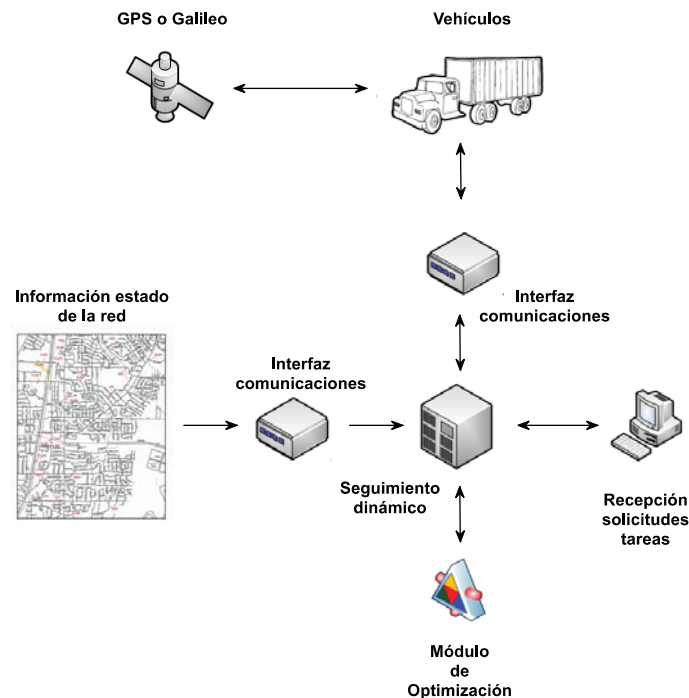 GPS o Galileo
Vehículos
Interfaz
comunicaciones
Información estado
de la red
Interfaz
comunicaciones
Seguimiento
dinámico
Recepción
solicitudes
tareas
Módulo
de
Optimización